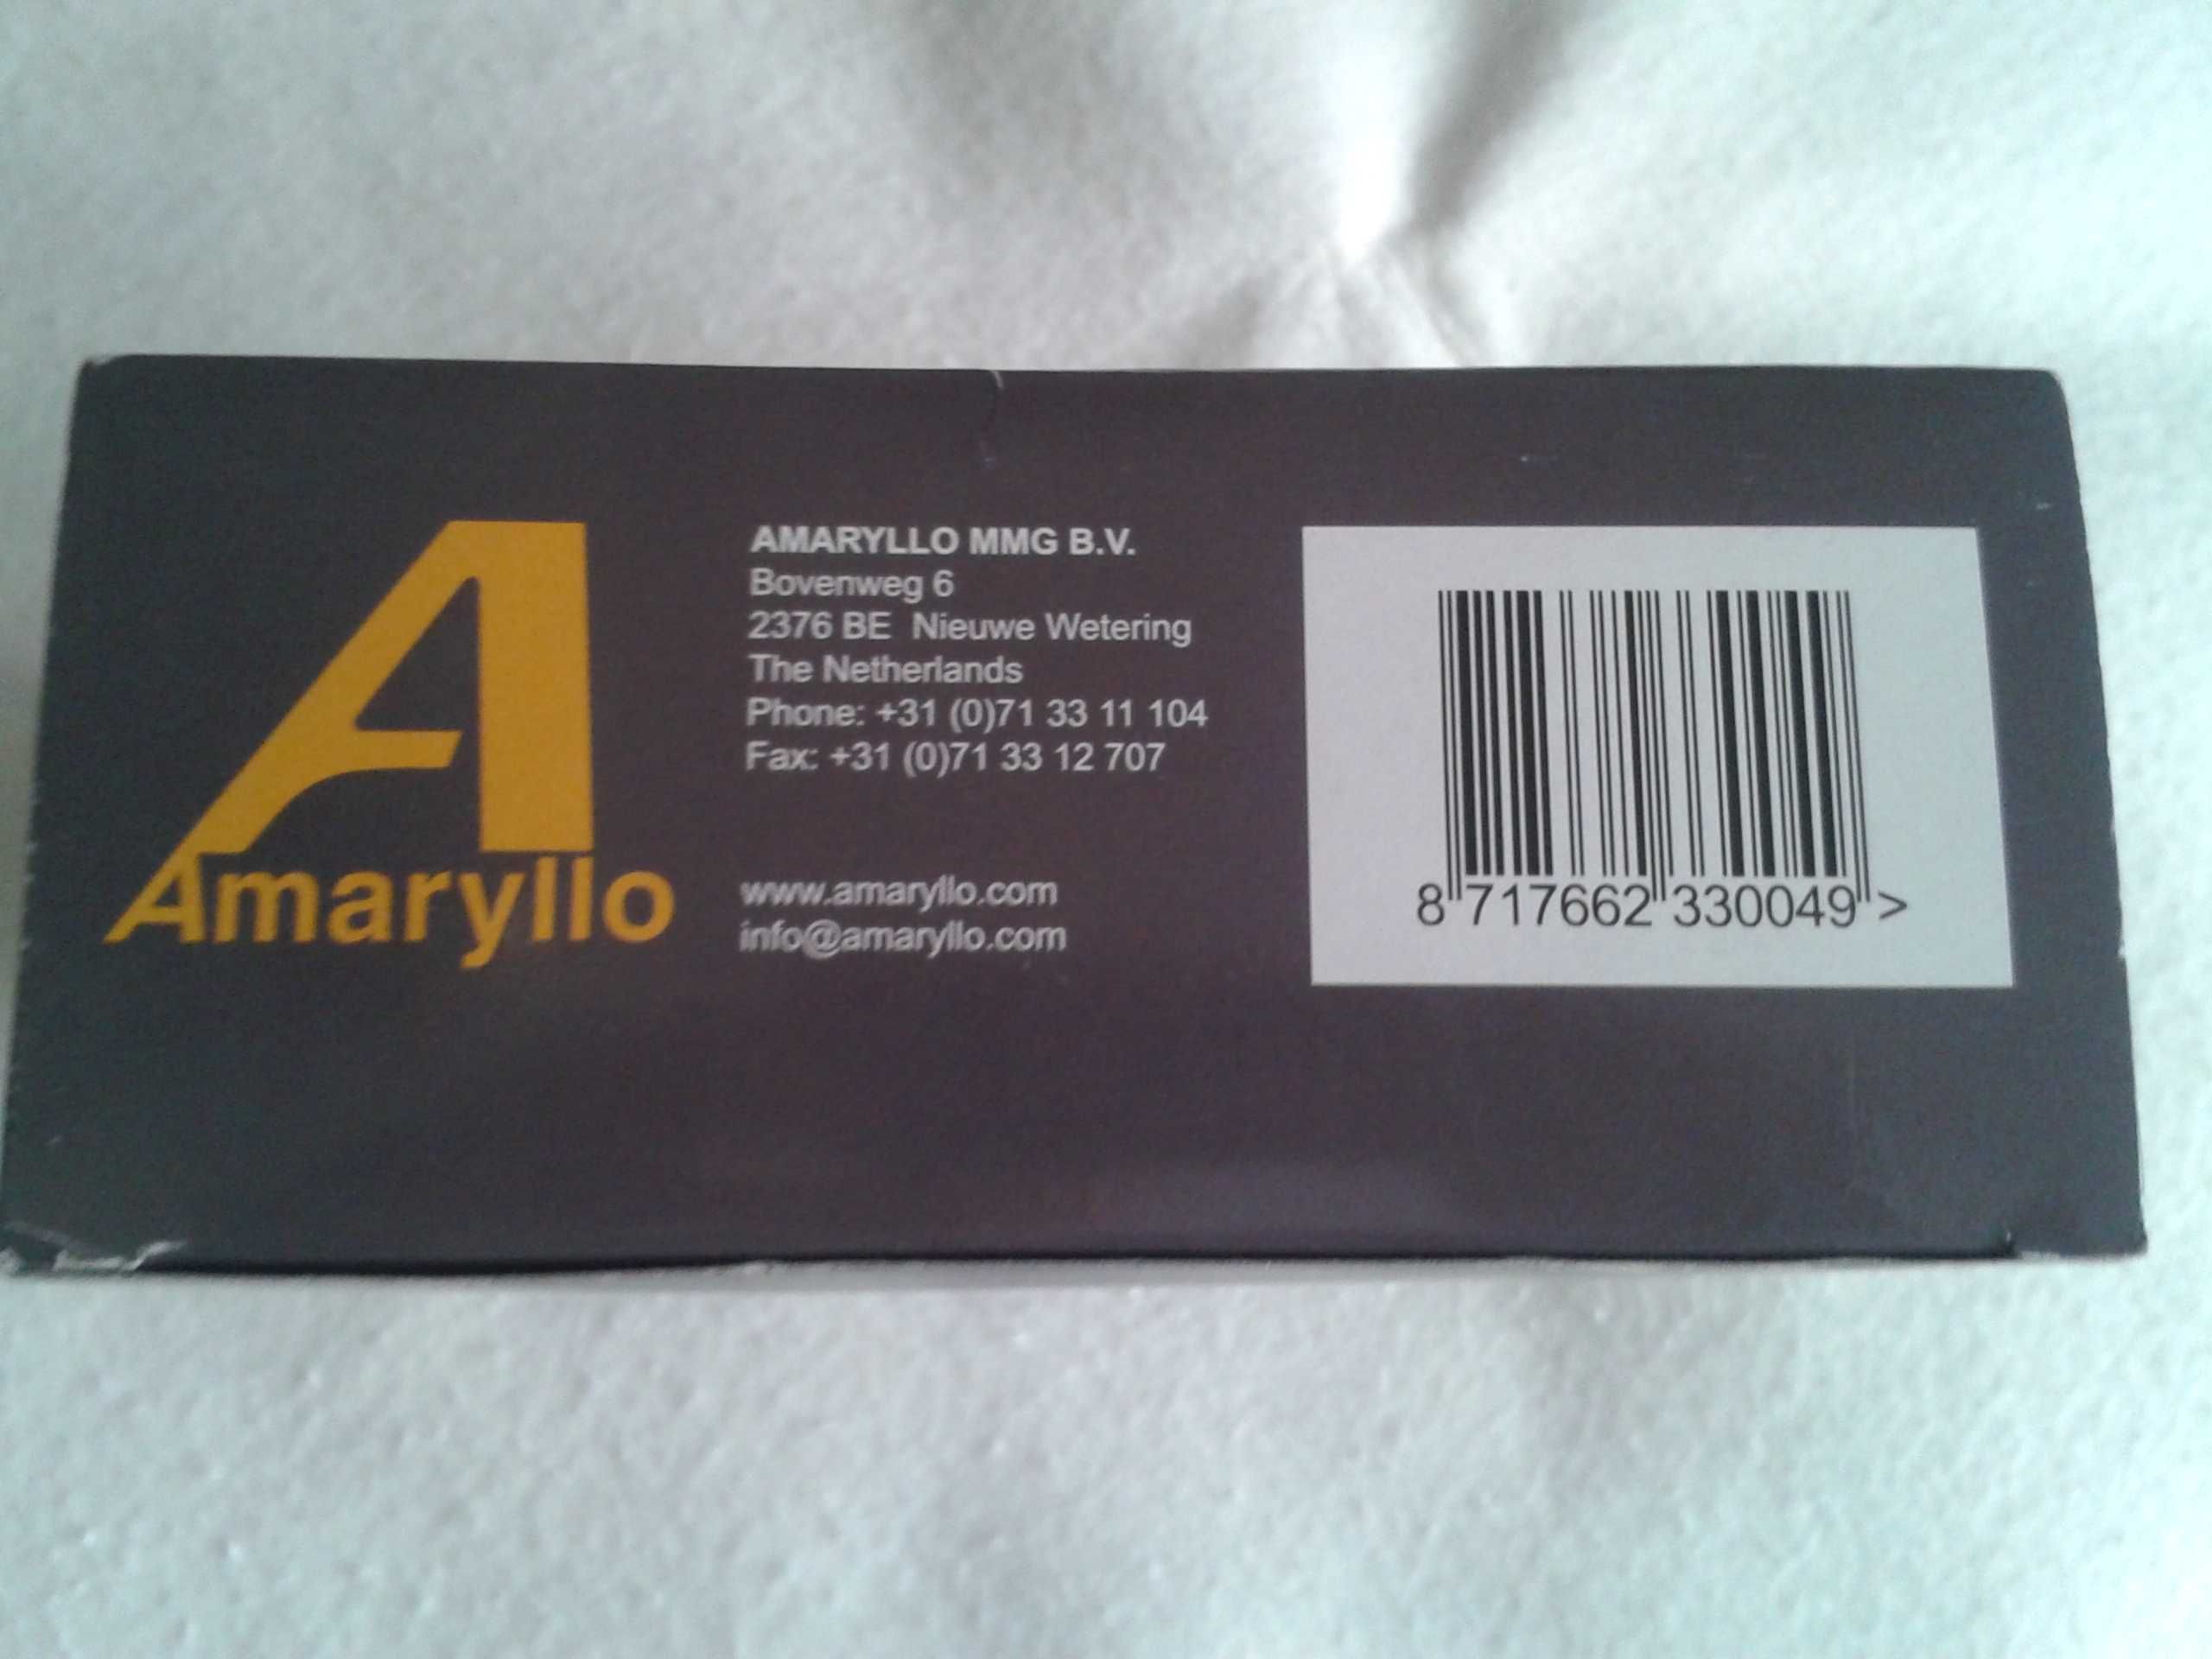 Amaryllo
AMARYLLO MMG B.V.
Bovenweg 6
2376 BE Nieuwe Wetering
The Netherlands
Phone: +31 (0)71 33 11 104
Fax: +31 (0)71 33 12 707
www.amaryllo.com
info@amaryllo.com
8 717662 330049 >